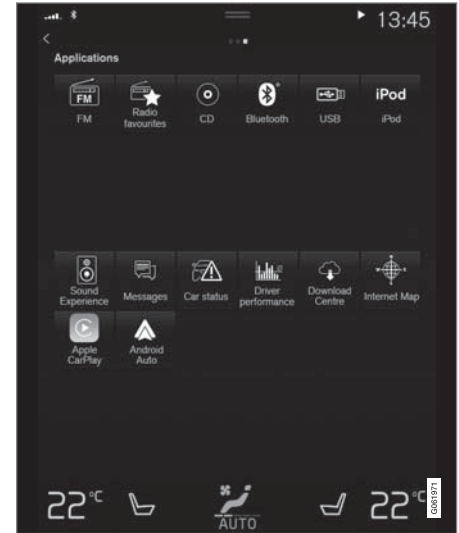 13:45
Applications
FM
iPod
FM
Radio favourites
CD
Bluetooth
USB
iPod
Sound Experience
Messages
Car status
Driver performance
Download Centre
Internet Map
Apple CarPlay
Android Auto
22°C
AUTO
22°C
G061971